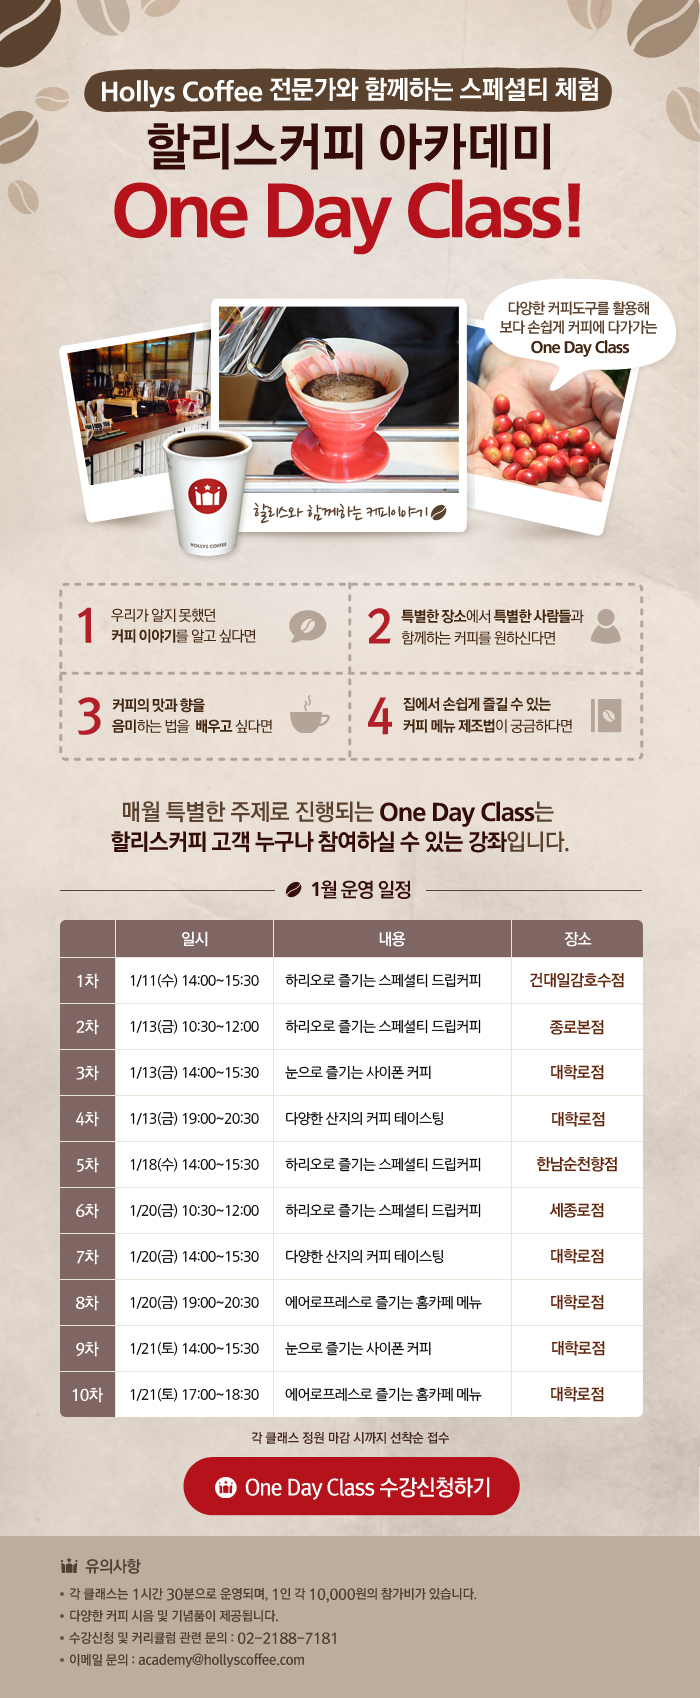 Hollys Coffee 전문가와 함께하는 스페셜티 체험
할리스커피 아카데미
One Day Class!
다양한 커피도구를 활용해
보다 손쉽게 커피에 다가가는
One Day Class
HOLLYS COFFEE
할리스와 함께하는 커피이야기
1 우리가 알지 못했던
커피 이야기를 알고 싶다면
2 특별한 장소에서 특별한 사람들과
함께하는 커피를 원하신다면
3 커피의 맛과 향을
음미하는 법을 배우고 싶다면
4 집에서 손쉽게 즐길 수 있는
커피 메뉴 제조법이 궁금하다면
매월 특별한 주제로 진행되는 One Day Class는
할리스커피 고객 누구나 참여하실 수 있는 강좌입니다.
1월 운영 일정
일시 내용 장소
1차 1/11(수) 14:00~15:30 하리오로 즐기는 스페셜티 드립커피 건대일감호수점
2차 1/13(금) 10:30~12:00 하리오로 즐기는 스페셜티 드립커피 종로본점
3차 1/13(금) 14:00~15:30 눈으로 즐기는 사이폰 커피 대학로점
4차 1/13(금) 19:00~20:30 다양한 산지의 커피 테이스팅 대학로점
5차 1/18(수) 14:00~15:30 하리오로 즐기는 스페셜티 드립커피 한남순천향점
6차 1/20(금) 10:30~12:00 하리오로 즐기는 스페셜티 드립커피 세종로점
7차 1/20(금) 14:00~15:30 다양한 산지의 커피 테이스팅 대학로점
8차 1/20(금) 19:00~20:30 에어로프레스로 즐기는 홈카페 메뉴 대학로점
9차 1/21(토) 14:00~15:30 눈으로 즐기는 사이폰 커피 대학로점
10차 1/21(토) 17:00~18:30 에어로프레스로 즐기는 홈카페 메뉴 대학로점
각 클래스 정원 마감 시까지 선착순 접수
One Day Class 수강신청하기
유의사항
• 각 클래스는 1시간 30분으로 운영되며, 1인 각 10,000원의 참가비가 있습니다.
• 다양한 커피 시음 및 기념품이 제공됩니다.
• 수강신청 및 커리큘럼 관련 문의 : 02-2188-7181
• 이메일 문의 : academy@hollyscoffee.com